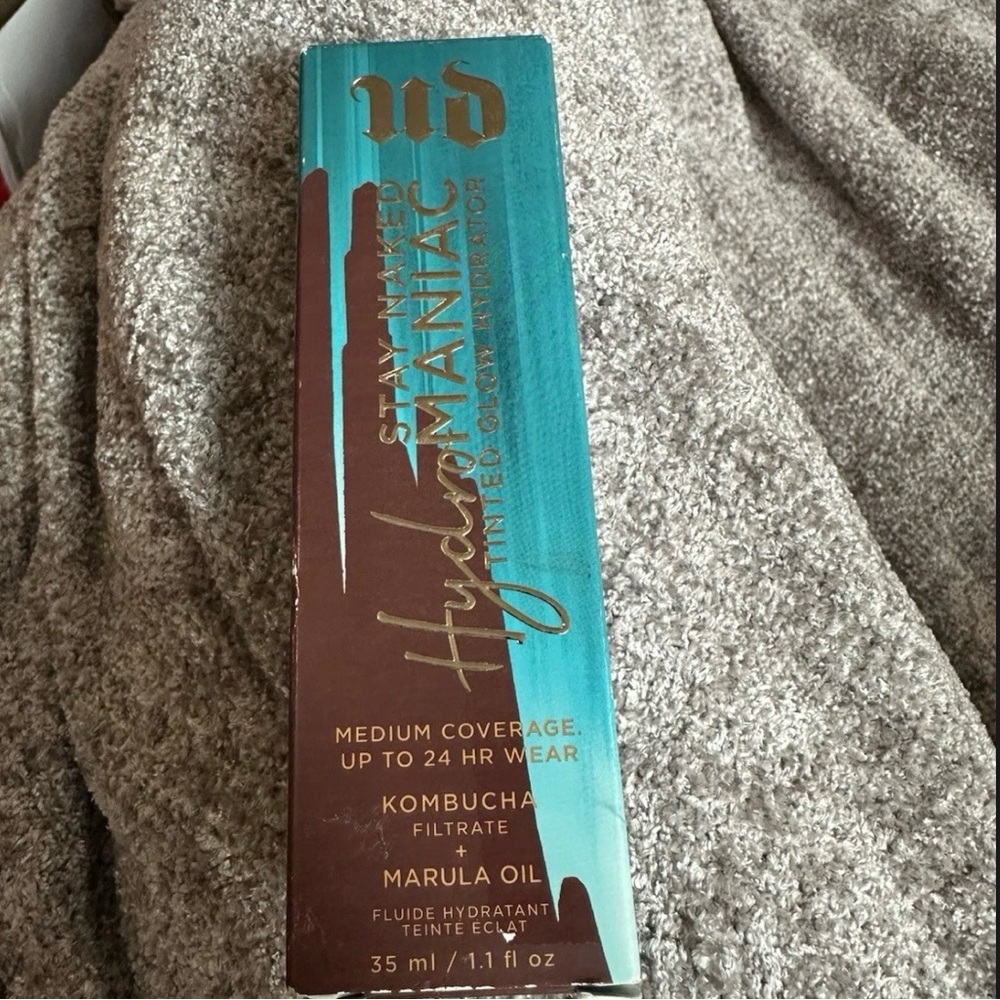 UD
STAY NAKED
HydroMANIAC
TINTED GLOW HYDRATOR
MEDIUM COVERAGE.
UP TO 24 HR WEAR
KOMBUCHA
FILTRATE
+
MARULA OIL
FLUIDE HYDRATANT
TEINTE ÉCLAT
35 ml / 1.1 fl oz